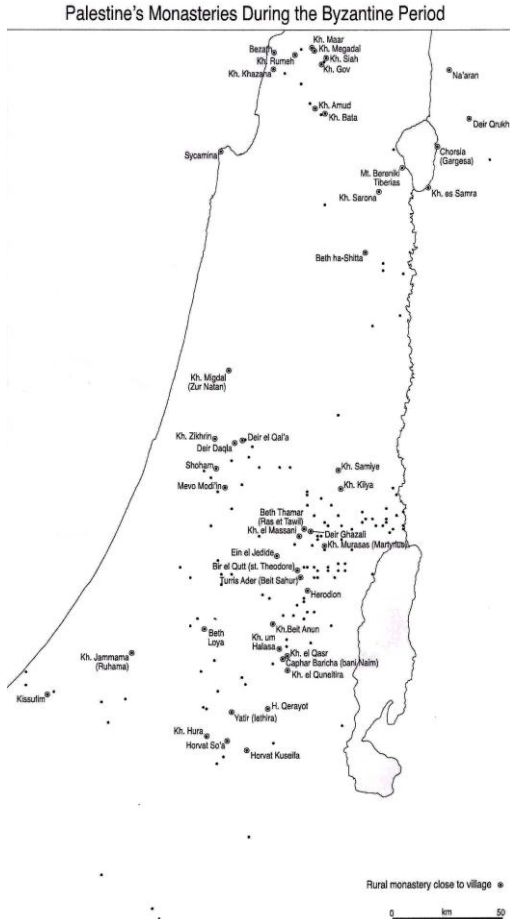 Palestine's Monasteries During the Byzantine Period
Kh. Maar
Bezath
Kh. Megadal
Kh. Rumeh
Kh. Siah
Kh. Gov
Kh. Khazana
Na'aran
Kh. Amud
Kh. Bata
Deir Qrukh
Sycamina
Chorsia
(Gargesa)
Mt. Bereniki
Tiberias
Kh. es Samra
Kh. Sarona
Beth ha-Shitta
Kh. Migdal
(Zur Natan)
Kh. Zikhrin
Deir el Qal'a
Deir Daqla
Shoham
Kh. Samiye
Mevo Modi'in
Kh. Kilya
Beth Thamar
(Ras et Tawil)
Kh. el Massani
Deir Ghazali
Kh. Murasas (Martyrius)
Ein el Jedide
Bir el Qutt (st. Theodore)
Turris Ader (Beit Sahur)
Herodion
Kh.Beit Anun
Beth
Loya
Kh. um
Halasa
Kh. el Qasr
Caphar Baricha (bani Naim)
Kh. el Quneitira
Kh. Jammama
(Ruhama)
Kissufim
H. Qerayot
Yatir (Iethira)
Kh. Hura
Horvat So'a
Horvat Kuseifa
Rural monastery close to village
0 km 50